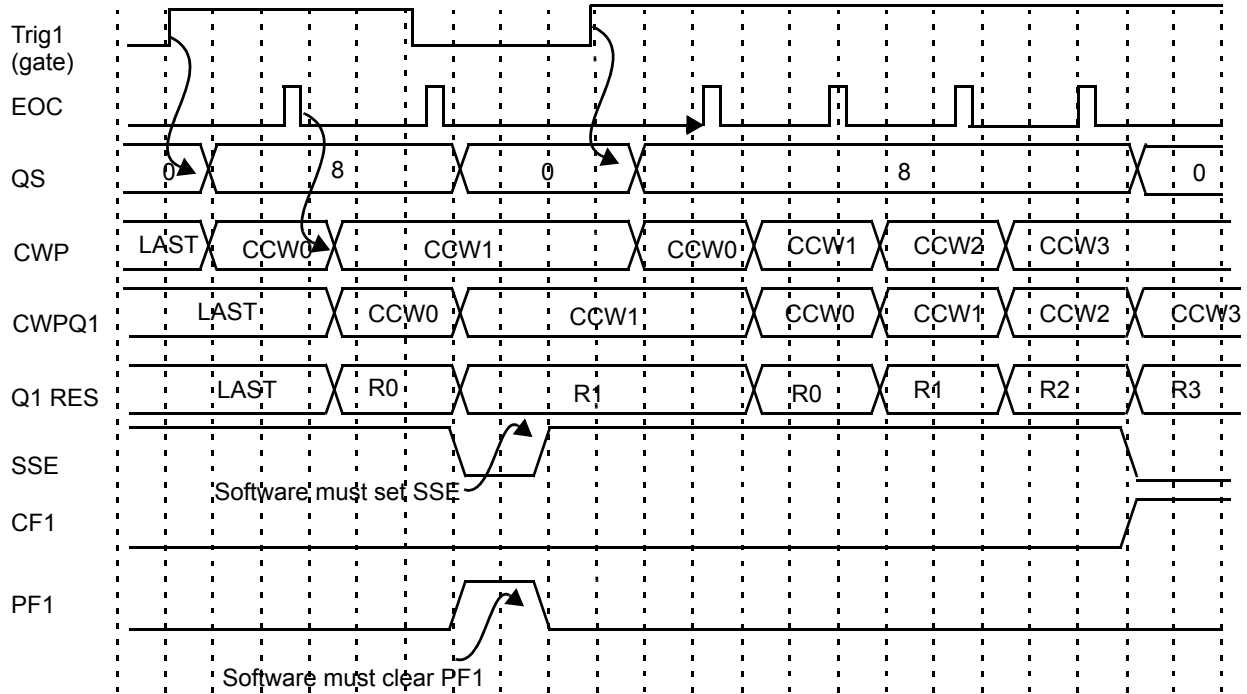 Trig1
(gate)
EOC
QS 0 8 0 8 0
CWP LAST CCW0 CCW1 CCW0 CCW1 CCW2 CCW3
CWPQ1 LAST CCW0 CCW1 CCW0 CCW1 CCW2 CCW3
Q1 RES LAST R0 R1 R0 R1 R2 R3
SSE
Software must set SSE
CF1
PF1
Software must clear PF1